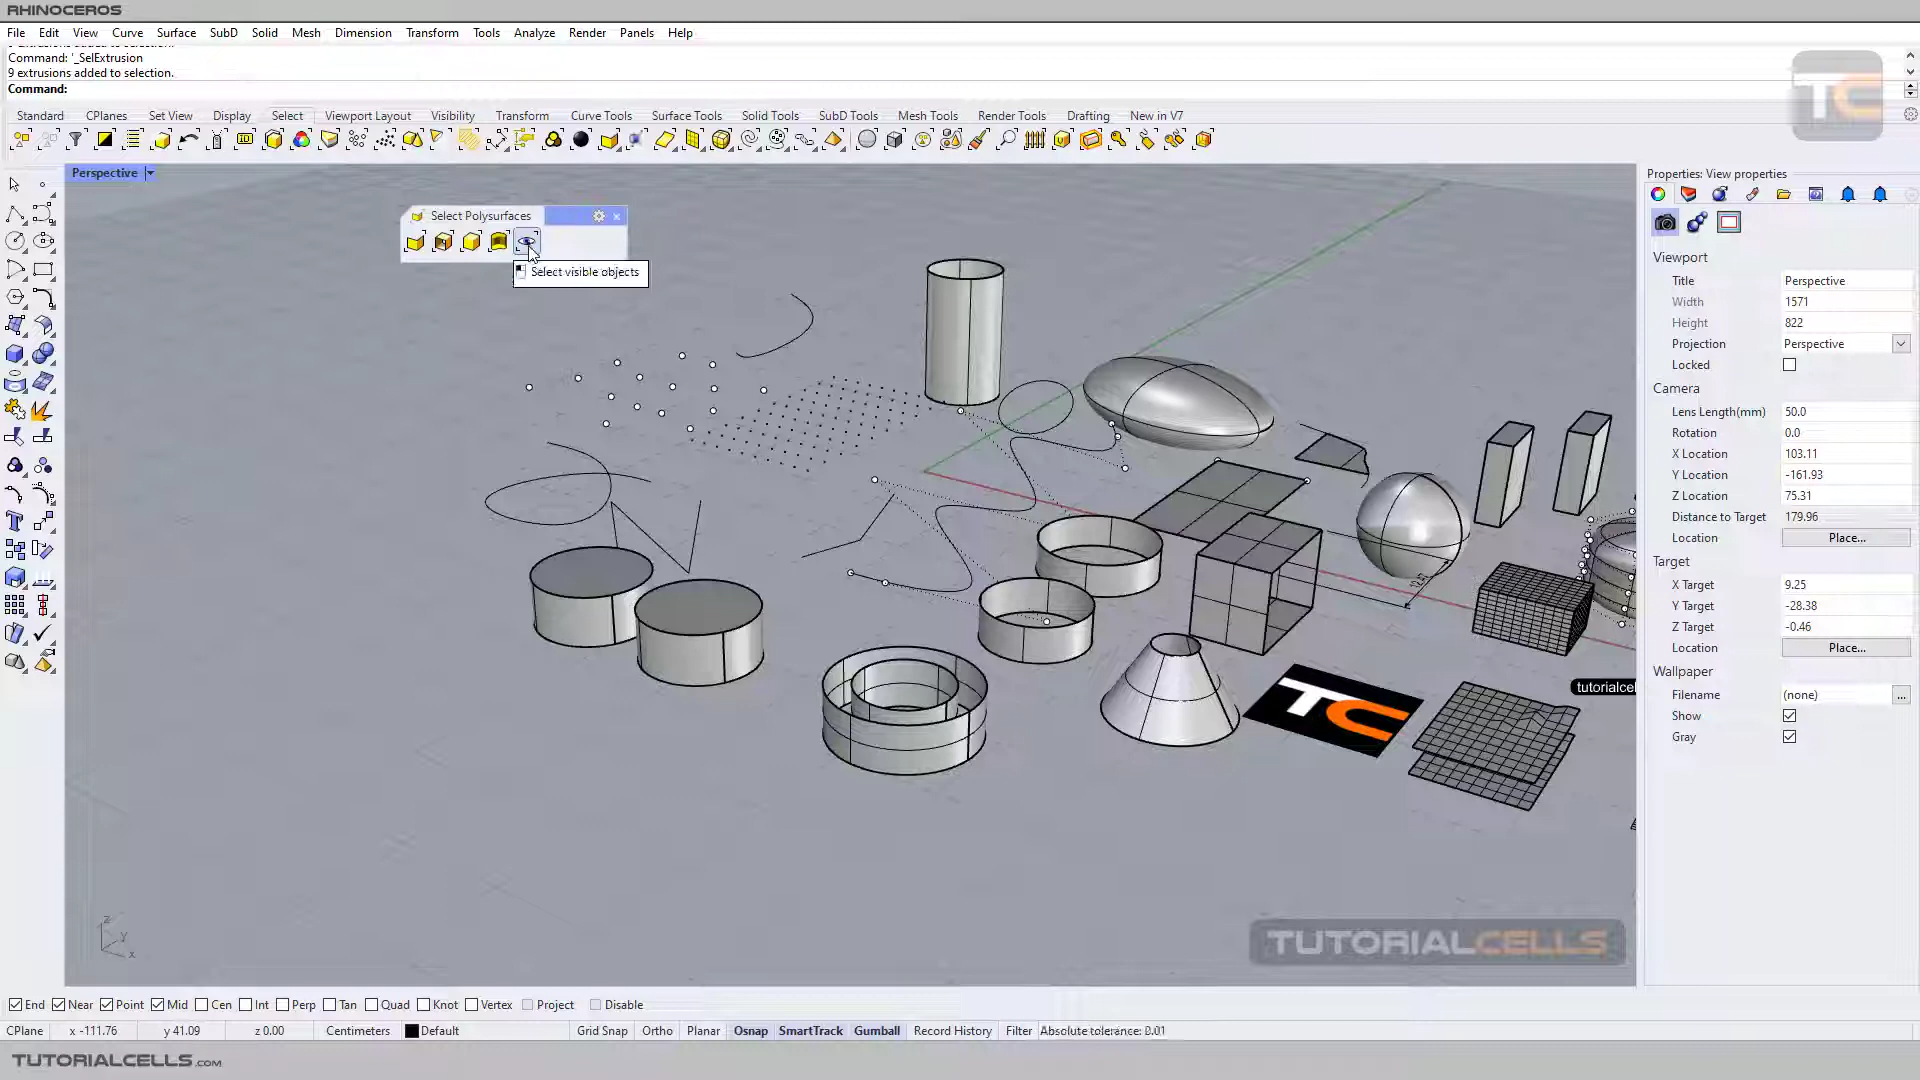 RHINOCEROS
File Edit View Curve Surface SubD Solid Mesh Dimension Transform Tools Analyze Render Panels Help
9 extrusions added to selection.
Command: '_SelExtrusion
9 extrusions added to selection.
Command:
TC
Standard CPlanes Set View Display Select Viewport Layout Visibility Transform Curve Tools Surface Tools Solid Tools SubD Tools Mesh Tools Render Tools Drafting New in V7
Perspective
Select Polysurfaces
Select visible objects
Properties: View properties
Viewport
Title Perspective
Width 1571
Height 822
Projection Perspective
Locked
Camera
Lens Length(mm) 50.0
Rotation 0.0
X Location 103.11
Y Location -161.93
Z Location 75.31
Distance to Target 179.96
Location Place...
Target
X Target 9.25
Y Target -28.38
Z Target -0.46
Location Place...
Wallpaper
Filename (none) ...
Show
Gray
tutorialcel
TC
z
y
x
TUTORIALCELLS
End Near Point Mid Cen Int Perp Tan Quad Knot Vertex Project Disable
CPlane x -111.76 y 41.09 z 0.00 Centimeters Default Grid Snap Ortho Planar Osnap SmartTrack Gumball Record History Filter Absolute tolerance: 0.01
TUTORIALCELLS.COM